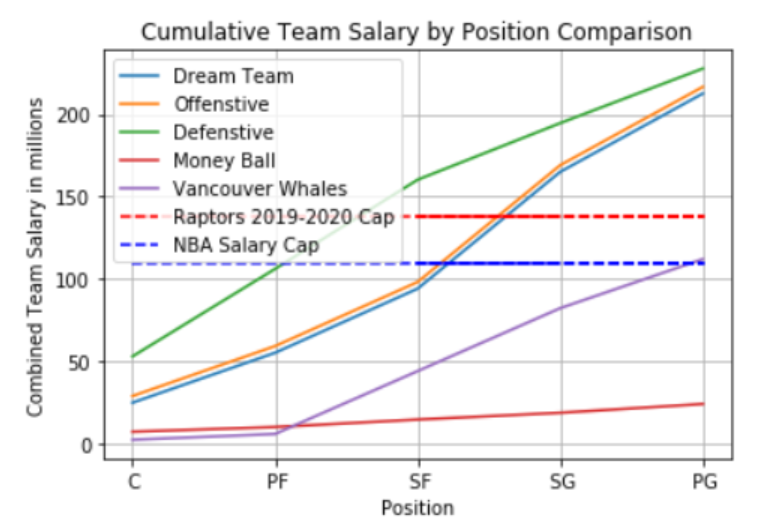 Cumulative Team Salary by Position Comparison
Dream Team
Offenstive
Defenstive
Money Ball
Vancouver Whales
Raptors 2019-2020 Cap
NBA Salary Cap
Combined Team Salary in millions
200
150
100
50
0
C PF SF SG PG
Position